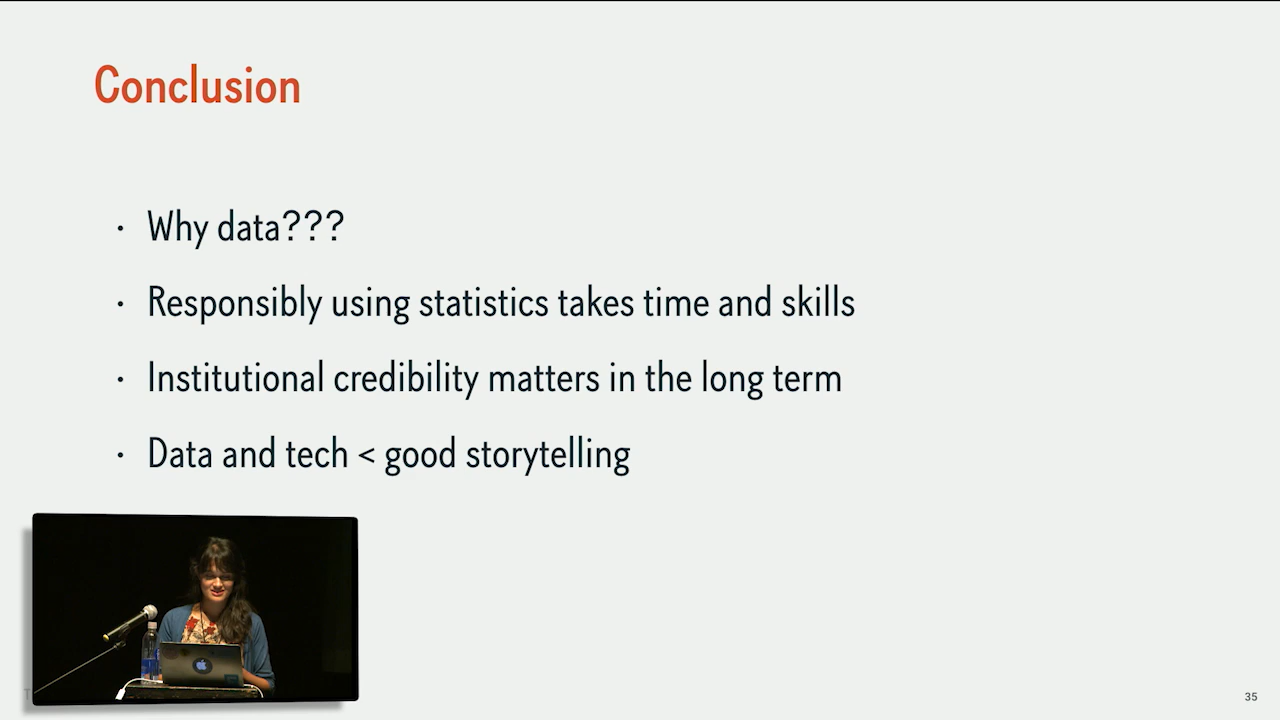 Conclusion
• Why data???
• Responsibly using statistics takes time and skills
• Institutional credibility matters in the long term
• Data and tech < good storytelling
35